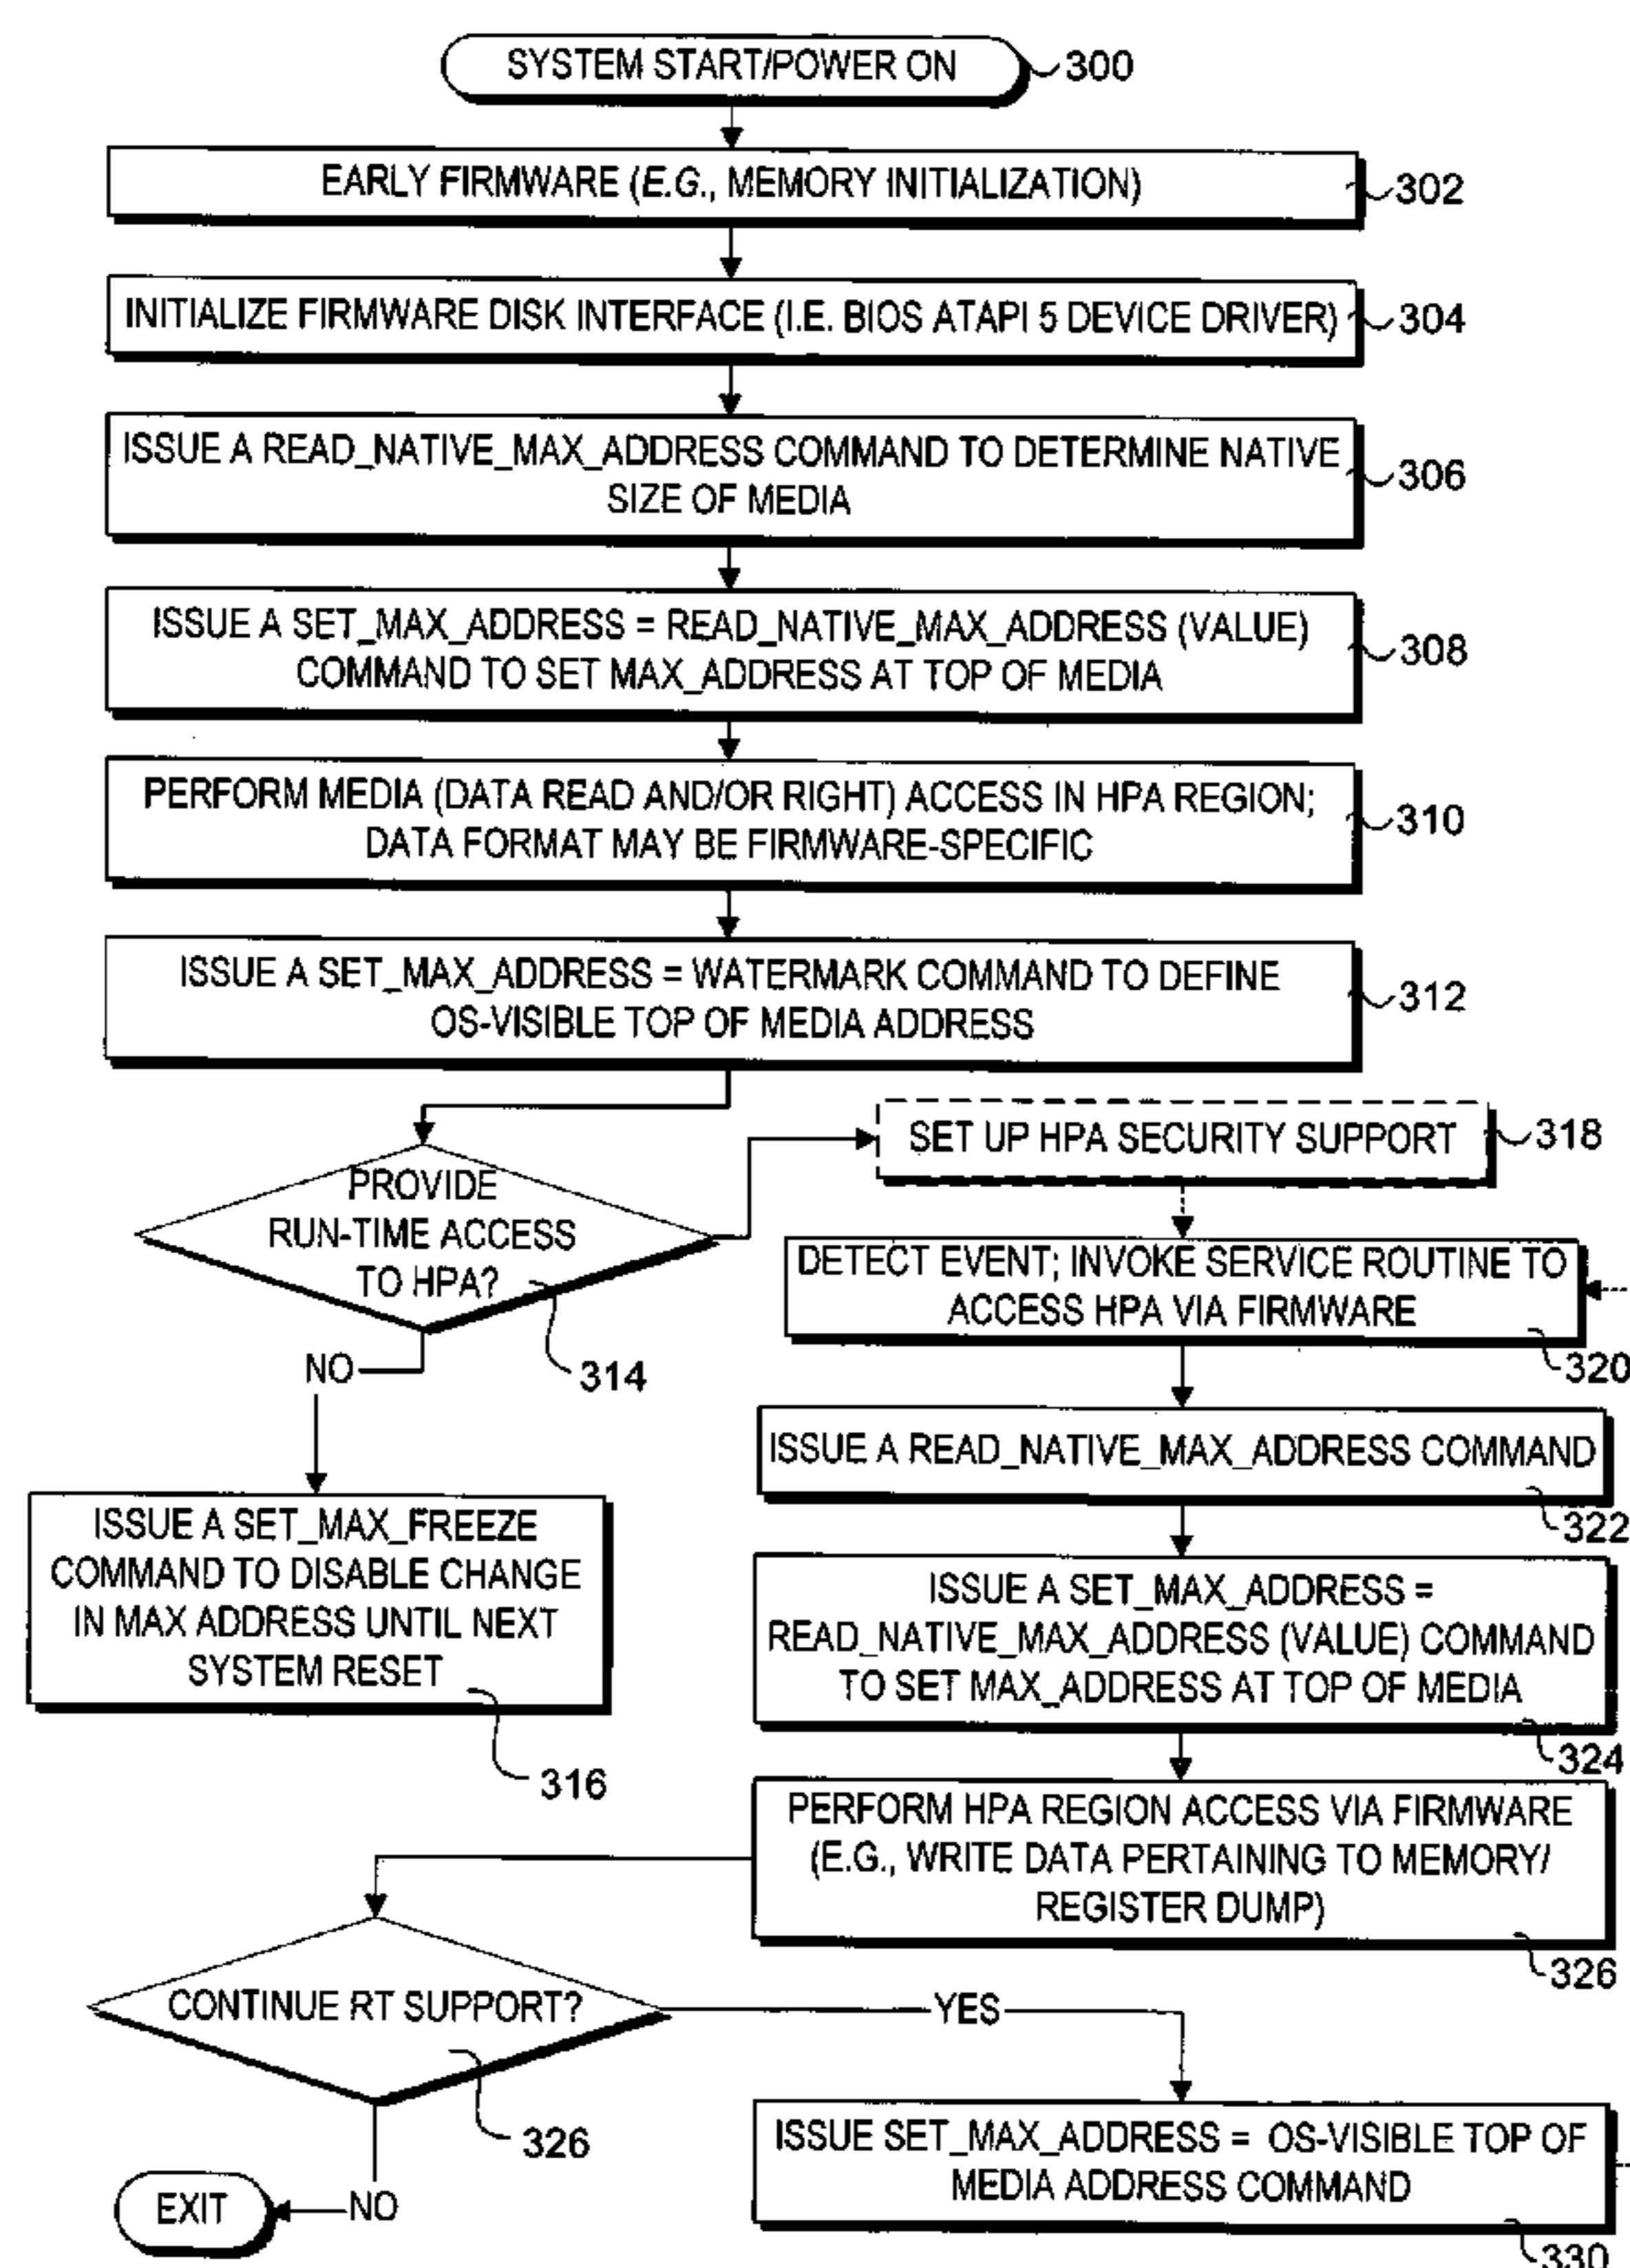 SYSTEM START/POWER ON
300
EARLY FIRMWARE (E.G., MEMORY INITIALIZATION)
302
INITIALIZE FIRMWARE DISK INTERFACE (I.E. BIOS ATAPI 5 DEVICE DRIVER)
304
ISSUE A READ_NATIVE_MAX_ADDRESS COMMAND TO DETERMINE NATIVE
SIZE OF MEDIA
306
ISSUE A SET_MAX_ADDRESS = READ_NATIVE_MAX_ADDRESS (VALUE)
COMMAND TO SET MAX_ADDRESS AT TOP OF MEDIA
308
PERFORM MEDIA (DATA READ AND/OR RIGHT) ACCESS IN HPA REGION;
DATA FORMAT MAY BE FIRMWARE-SPECIFIC
310
ISSUE A SET_MAX_ADDRESS = WATERMARK COMMAND TO DEFINE
OS-VISIBLE TOP OF MEDIA ADDRESS
312
PROVIDE
RUN-TIME ACCESS
TO HPA?
314
NO
ISSUE A SET_MAX_FREEZE
COMMAND TO DISABLE CHANGE
IN MAX ADDRESS UNTIL NEXT
SYSTEM RESET
316
SET UP HPA SECURITY SUPPORT
318
DETECT EVENT; INVOKE SERVICE ROUTINE TO
ACCESS HPA VIA FIRMWARE
320
ISSUE A READ_NATIVE_MAX_ADDRESS COMMAND
322
ISSUE A SET_MAX_ADDRESS =
READ_NATIVE_MAX_ADDRESS (VALUE) COMMAND
TO SET MAX_ADDRESS AT TOP OF MEDIA
324
PERFORM HPA REGION ACCESS VIA FIRMWARE
(E.G., WRITE DATA PERTAINING TO MEMORY/
REGISTER DUMP)
326
CONTINUE RT SUPPORT?
326
YES
NO
EXIT
ISSUE SET_MAX_ADDRESS = OS-VISIBLE TOP OF
MEDIA ADDRESS COMMAND
330